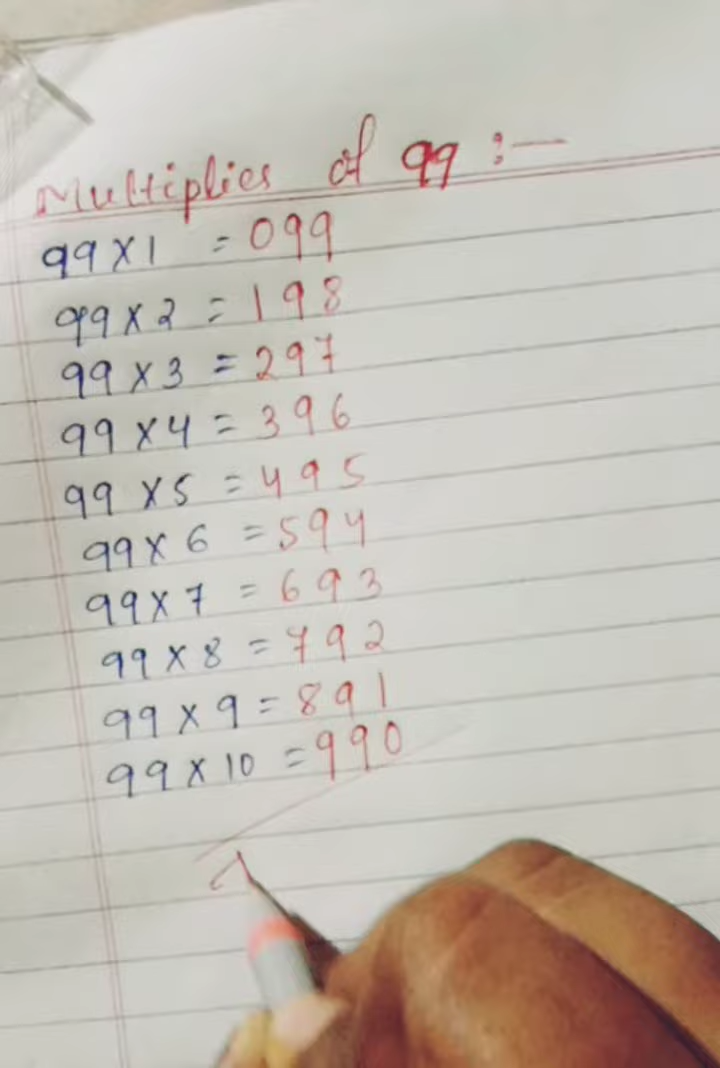 Multiplies of 99 :-
99 X 1 = 099
99 X 2 = 198
99 X 3 = 297
99 X 4 = 396
99 X 5 = 495
99 X 6 = 594
99 X 7 = 693
99 X 8 = 792
99 X 9 = 891
99 X 10 = 990